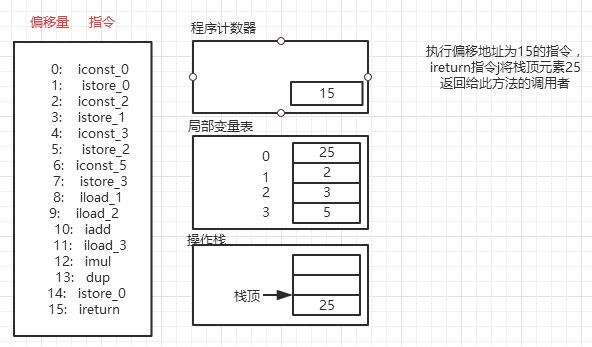 偏移量 指令
0: iconst_0
1: istore_0
2: iconst_2
3: istore_1
4: iconst_3
5: istore_2
6: iconst_5
7: istore_3
8: iload_1
9: iload_2
10: iadd
11: iload_3
12: imul
13: dup
14: istore_0
15: ireturn
程序计数器
15
局部变量表
0 25
1 2
2 3
3 5
操作栈
栈顶
25
执行偏移地址为15的指令，
ireturn指令j将栈顶元素25
返回给此方法的调用者